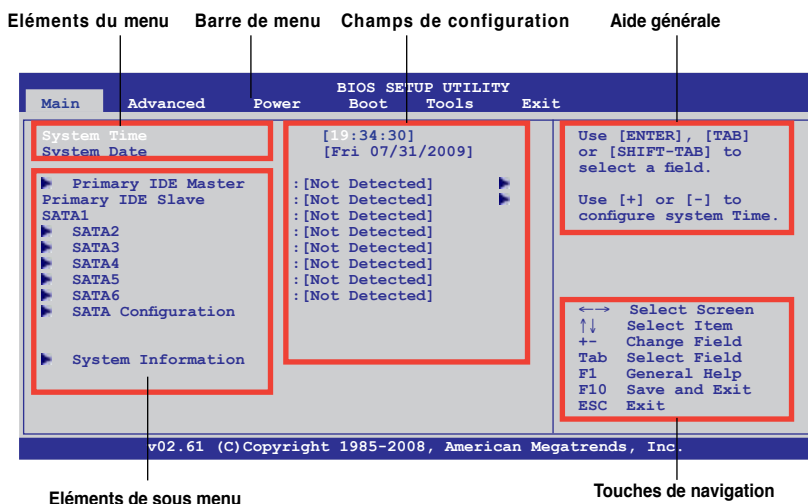 Eléments du menu Barre de menu Champs de configuration Aide générale
BIOS SETUP UTILITY
Main Advanced Power Boot Tools Exit
System Time [19:34:30]
System Date [Fri 07/31/2009]
Primary IDE Master :[Not Detected]
Primary IDE Slave :[Not Detected]
SATA1 :[Not Detected]
SATA2 :[Not Detected]
SATA3 :[Not Detected]
SATA4 :[Not Detected]
SATA5 :[Not Detected]
SATA6 :[Not Detected]
SATA Configuration
System Information
Use [ENTER], [TAB]
or [SHIFT-TAB] to
select a field.
Use [+] or [-] to
configure system Time.
←→ Select Screen
↑↓ Select Item
+- Change Field
Tab Select Field
F1 General Help
F10 Save and Exit
ESC Exit
v02.61 (C)Copyright 1985-2008, American Megatrends, Inc.
Eléments de sous menu Touches de navigation